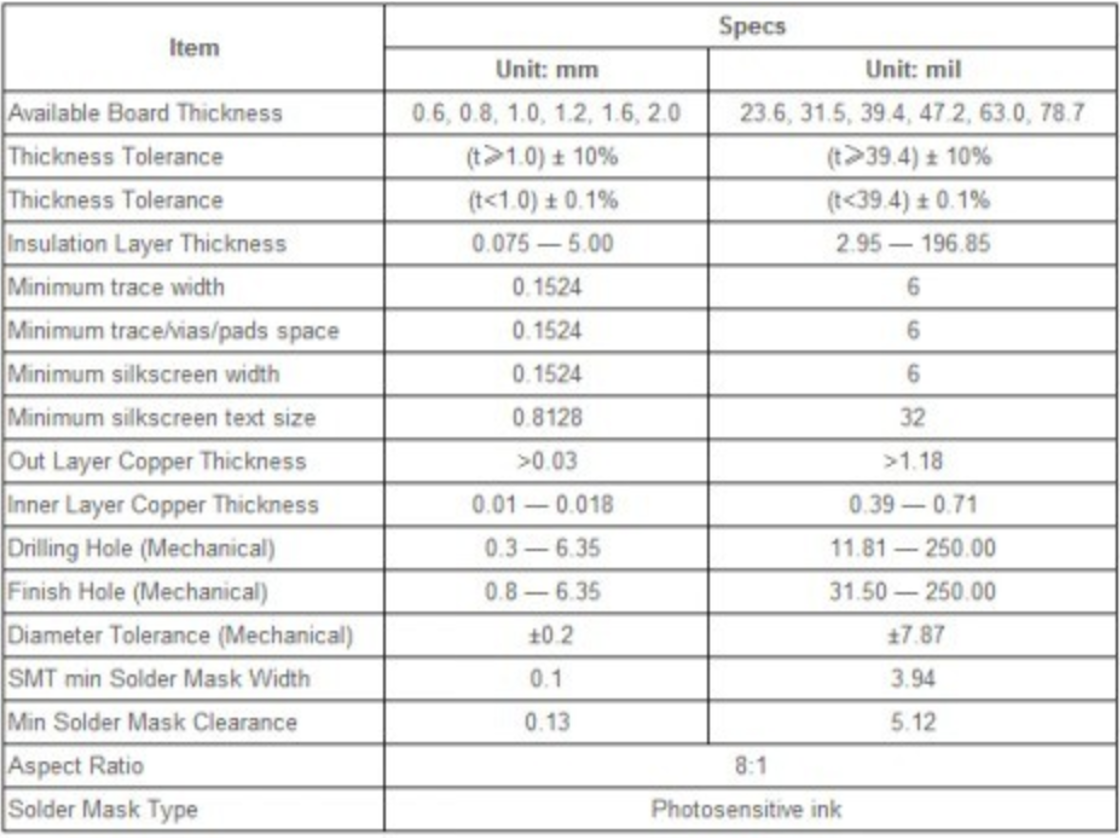 Item
Specs
Unit: mm
Unit: mil
Available Board Thickness 0.6, 0.8, 1.0, 1.2, 1.6, 2.0 23.6, 31.5, 39.4, 47.2, 63.0, 78.7
Thickness Tolerance (t⩾1.0) ± 10% (t⩾39.4) ± 10%
Thickness Tolerance (t<1.0) ± 0.1% (t<39.4) ± 0.1%
Insulation Layer Thickness 0.075 — 5.00 2.95 — 196.85
Minimum trace width 0.1524 6
Minimum trace/vias/pads space 0.1524 6
Minimum silkscreen width 0.1524 6
Minimum silkscreen text size 0.8128 32
Out Layer Copper Thickness >0.03 >1.18
Inner Layer Copper Thickness 0.01 — 0.018 0.39 — 0.71
Drilling Hole (Mechanical) 0.3 — 6.35 11.81 — 250.00
Finish Hole (Mechanical) 0.8 — 6.35 31.50 — 250.00
Diameter Tolerance (Mechanical) ±0.2 ±7.87
SMT min Solder Mask Width 0.1 3.94
Min Solder Mask Clearance 0.13 5.12
Aspect Ratio 8:1
Solder Mask Type Photosensitive ink